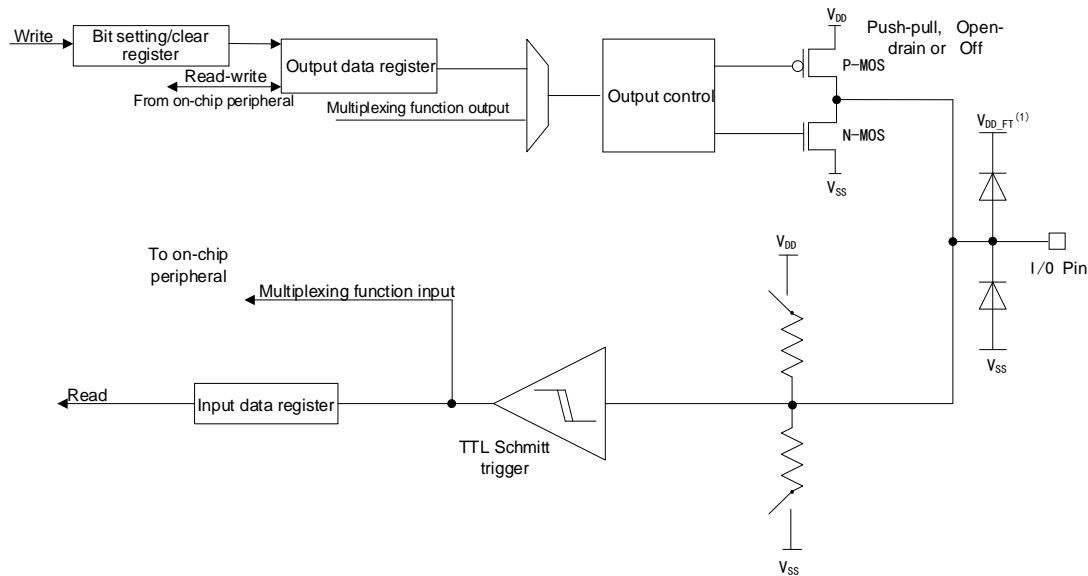 Write
Bit setting/clear
register
Read-write
From on-chip peripheral
Output data register
Multiplexing function output
Output control
VDD
Push-pull, Open-
drain or Off
P-MOS
N-MOS
VSS
VDD_FT(1)
I/O Pin
VSS
To on-chip
peripheral
Multiplexing function input
Read
Input data register
TTL Schmitt
trigger
VDD
VSS